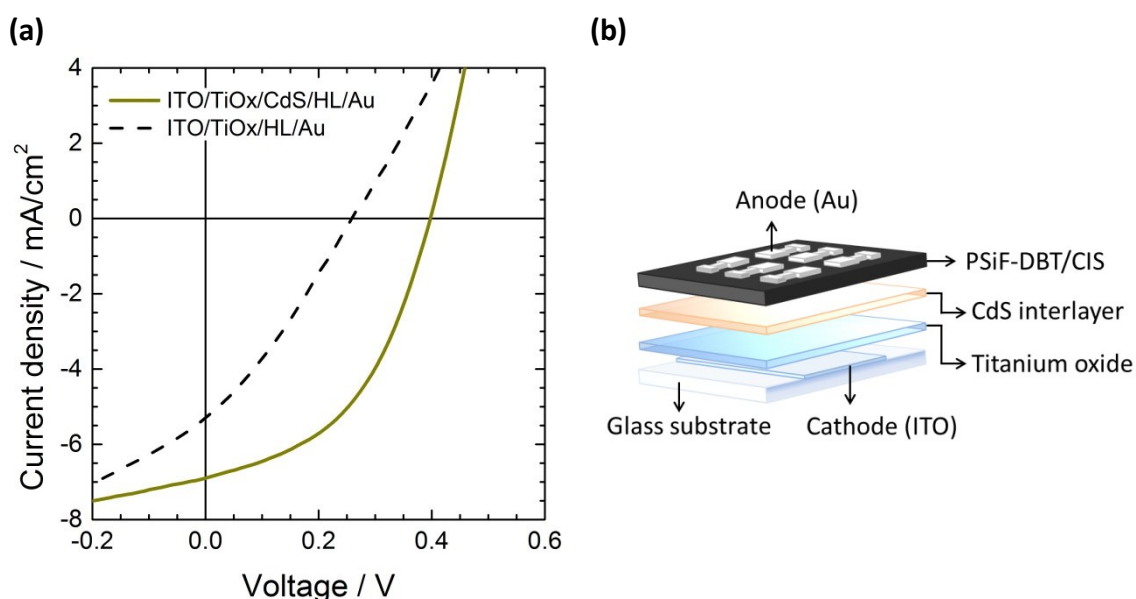 (a)
(b)
4
2
0
-2
-4
-6
-8
-0.2
0.0
0.2
0.4
0.6
Current density / mA/cm²
Voltage / V
ITO/TiOx/CdS/HL/Au
ITO/TiOx/HL/Au
Anode (Au)
PSiF-DBT/CIS
CdS interlayer
Titanium oxide
Glass substrate
Cathode (ITO)